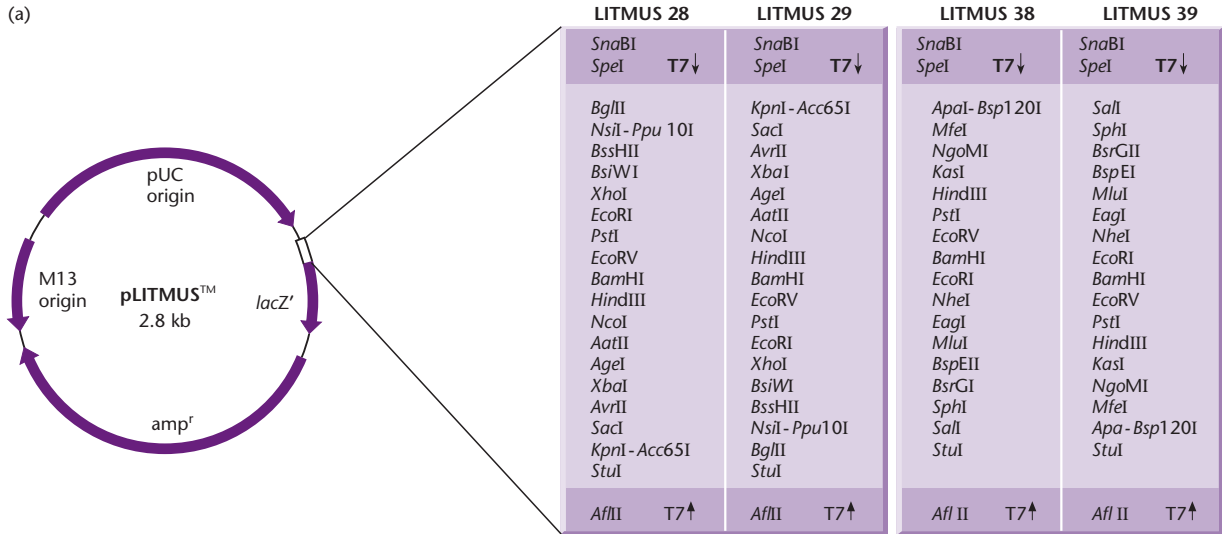 (a)
pUC
origin
M13
origin
pLITMUS™
2.8 kb
lacZ'
ampʳ
LITMUS 28
SnaBI
SpeI T7↓
BglII
NsiI-Ppu 10I
BssHII
BsiW I
XhoI
EcoRI
PstI
EcoRV
BamHI
HindIII
NcoI
AatII
AgeI
XbaI
AvrII
SacI
KpnI-Acc65I
StuI
AflII T7↑
LITMUS 29
SnaBI
SpeI T7↓
KpnI-Acc65I
SacI
AvrII
XbaI
AgeI
AatII
NcoI
HindIII
BamHI
EcoRV
PstI
EcoRI
XhoI
BsiWI
BssHII
NsiI-Ppu10I
BglII
StuI
AflII T7↑
LITMUS 38
SnaBI
SpeI T7↓
ApaI-Bsp120I
MfeI
NgoMI
KasI
HindIII
PstI
EcoRV
BamHI
EcoRI
NheI
EagI
MluI
BspEII
BsrGI
SphI
SalI
StuI
Afl II T7↑
LITMUS 39
SnaBI
SpeI T7↓
SalI
SphI
BsrGII
BspEI
MluI
EagI
NheI
EcoRI
BamHI
EcoRV
PstI
HindIII
KasI
NgoMI
MfeI
Apa-Bsp120I
StuI
Afl II T7↑